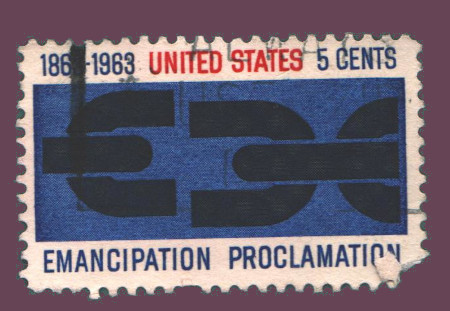 1863-1963 UNITED STATES 5 CENTS
EMANCIPATION PROCLAMATION